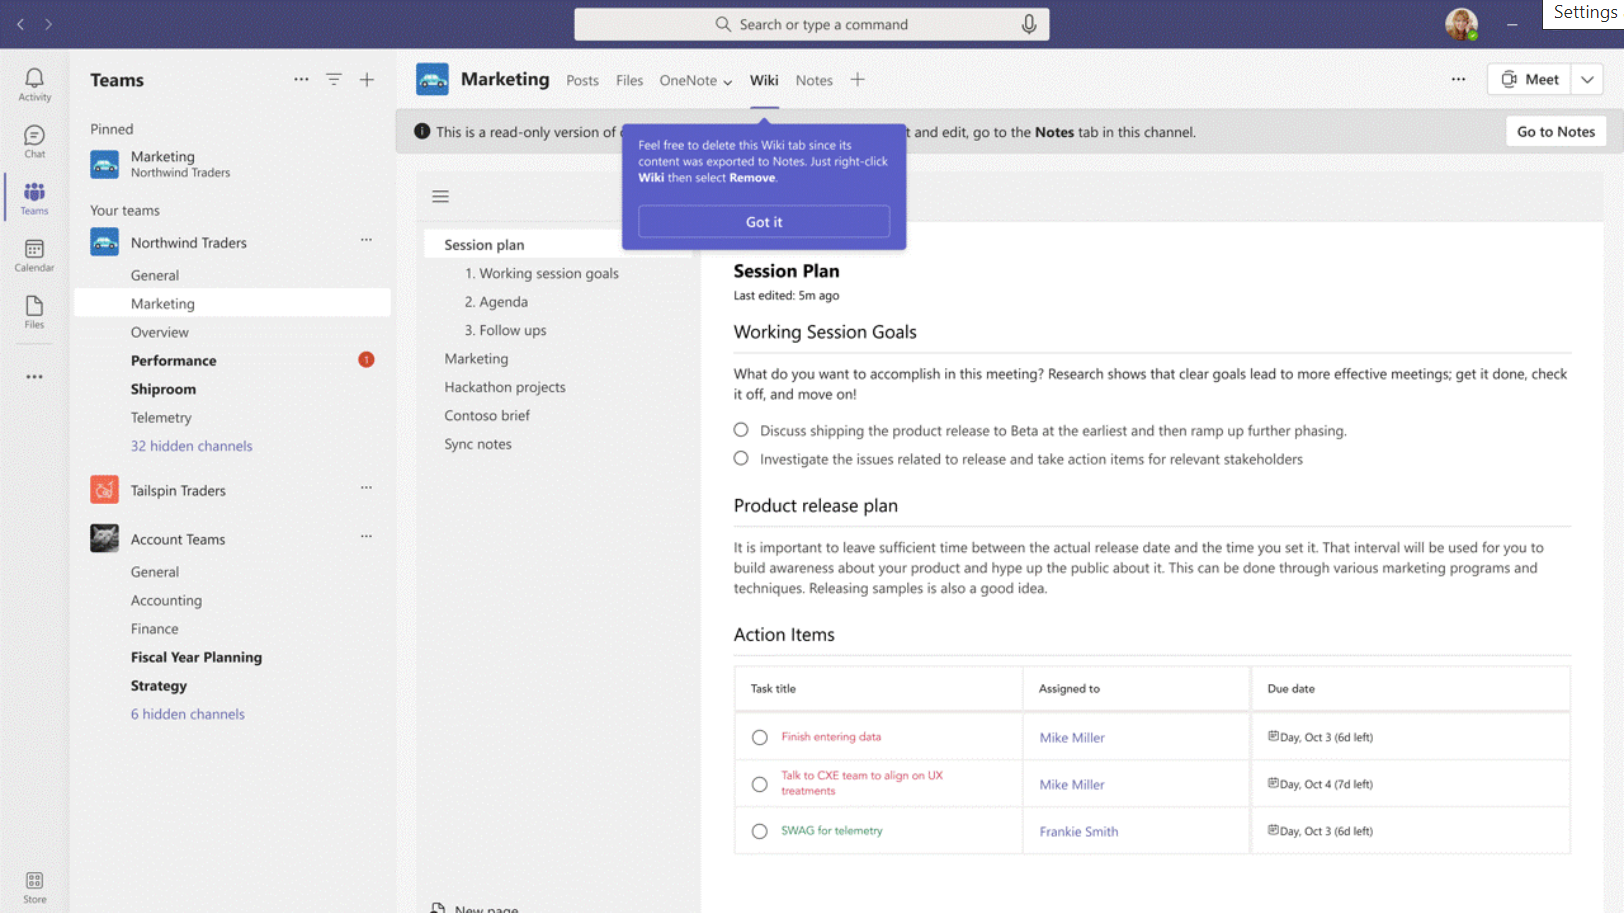 Search or type a command
Settings
Activity
Chat
Teams
Calendar
Files
Store
Teams
Pinned
Marketing
Northwind Traders
Your teams
Northwind Traders
General
Marketing
Overview
Performance
1
Shiproom
Telemetry
32 hidden channels
Tailspin Traders
Account Teams
General
Accounting
Finance
Fiscal Year Planning
Strategy
6 hidden channels
Marketing Posts Files OneNote Wiki Notes
Meet
This is a read-only version of
and edit, go to the Notes tab in this channel.
Go to Notes
Feel free to delete this Wiki tab since its
content was exported to Notes. Just right-click
Wiki then select Remove.
Got it
Session plan
1. Working session goals
2. Agenda
3. Follow ups
Marketing
Hackathon projects
Contoso brief
Sync notes
New page
Session Plan
Last edited: 5m ago
Working Session Goals
What do you want to accomplish in this meeting? Research shows that clear goals lead to more effective meetings; get it done, check
it off, and move on!
Discuss shipping the product release to Beta at the earliest and then ramp up further phasing.
Investigate the issues related to release and take action items for relevant stakeholders
Product release plan
It is important to leave sufficient time between the actual release date and the time you set it. That interval will be used for you to
build awareness about your product and hype up the public about it. This can be done through various marketing programs and
techniques. Releasing samples is also a good idea.
Action Items
Task title Assigned to Due date
Finish entering data Mike Miller Day, Oct 3 (6d left)
Talk to CXE team to align on UX
treatments Mike Miller Day, Oct 4 (7d left)
SWAG for telemetry Frankie Smith Day, Oct 3 (6d left)